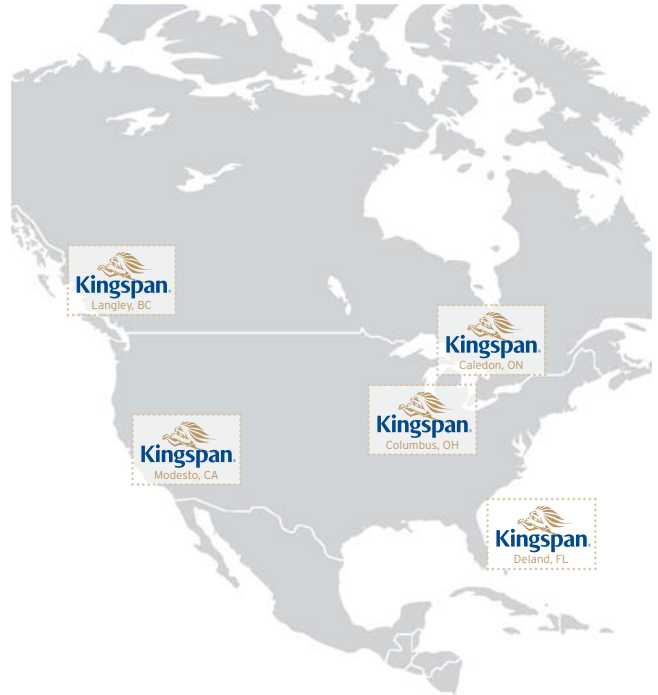 Kingspan®
Langley, BC
Kingspan®
Caledon, ON
Kingspan®
Columbus, OH
Kingspan®
Modesto, CA
Kingspan®
Deland, FL